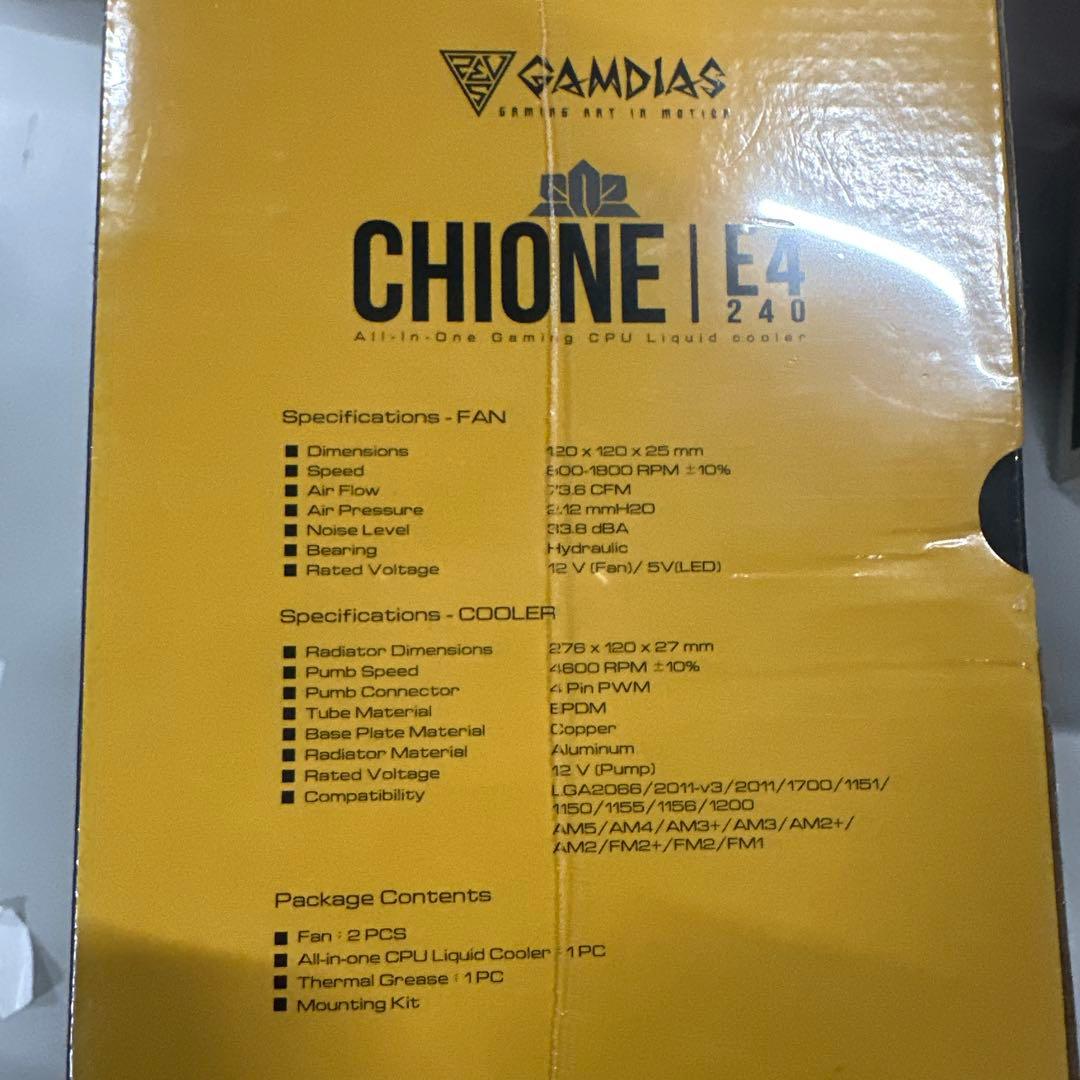 GAMDIAS
GAMING ART IN MOTION
CHIONE | E4
240
All-In-One Gaming CPU Liquid cooler
Specifications - FAN
Dimensions 120 x 120 x 25 mm
Speed 800-1800 RPM ±10%
Air Flow 73.6 CFM
Air Pressure 2.12 mmH2O
Noise Level 33.8 dBA
Bearing Hydraulic
Rated Voltage 12 V (Fan)/ 5V(LED)
Specifications - COOLER
Radiator Dimensions 276 x 120 x 27 mm
Pumb Speed 4600 RPM ±10%
Pumb Connector 4 Pin PWM
Tube Material EPDM
Base Plate Material Copper
Radiator Material Aluminum
Rated Voltage 12 V (Pump)
Compatibility LGA2066/2011-v3/2011/1700/1151/
1150/1155/1156/1200
AM5/AM4/AM3+/AM3/AM2+/
AM2/FM2+/FM2/FM1
Package Contents
Fan : 2 PCS
All-in-one CPU Liquid Cooler : 1 PC
Thermal Grease : 1 PC
Mounting Kit